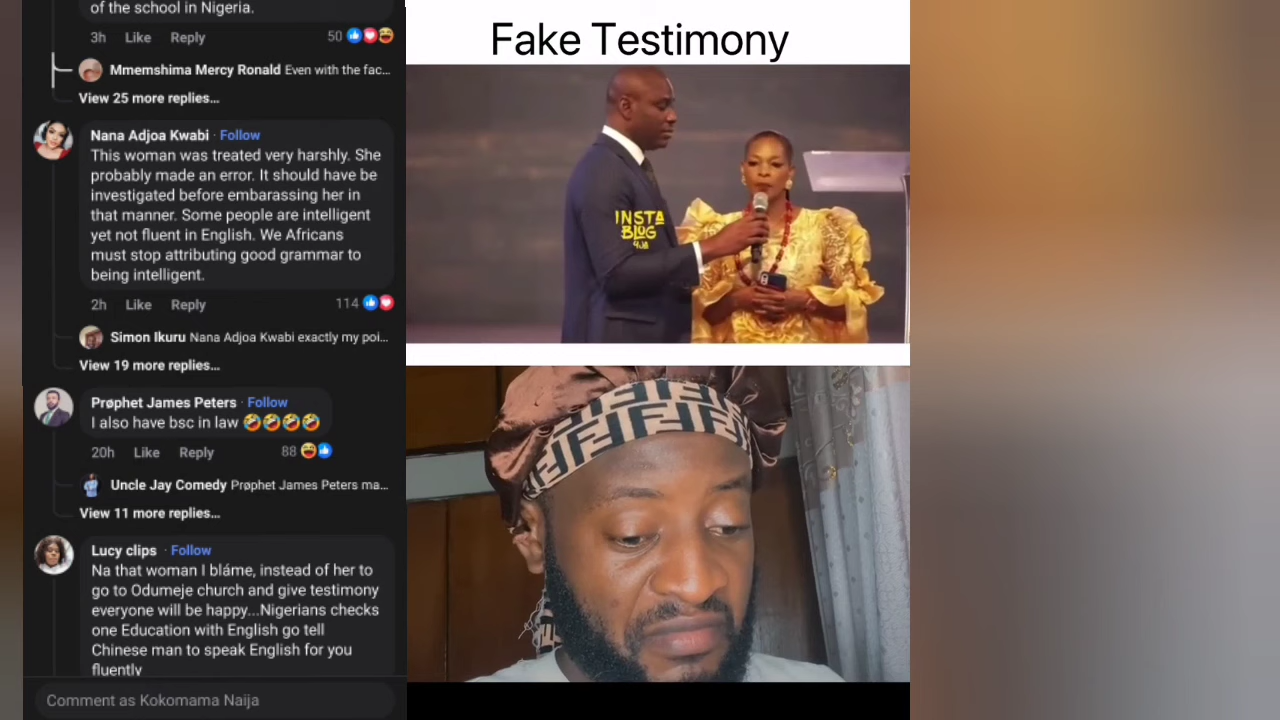 of the school in Nigeria.
3h Like Reply 50
Mmemshima Mercy Ronald Even with the fac...
View 25 more replies...
Nana Adjoa Kwabi · Follow
This woman was treated very harshly. She
probably made an error. It should have be
investigated before embarassing her in
that manner. Some people are intelligent
yet not fluent in English. We Africans
must stop attributing good grammar to
being intelligent.
2h Like Reply 114
Simon Ikuru Nana Adjoa Kwabi exactly my poi...
View 19 more replies...
Prøphet James Peters · Follow
I also have bsc in law 🤣🤣🤣🤣
20h Like Reply 88
Uncle Jay Comedy Prøphet James Peters ma...
View 11 more replies...
Lucy clips · Follow
Na that woman I bláme, instead of her to
go to Odumeje church and give testimony
everyone will be happy...Nigerians checks
one Education with English go tell
Chinese man to speak English for you
fluently
Comment as Kokomama Naija
Fake Testimony
INSTA
BLOG
9JA